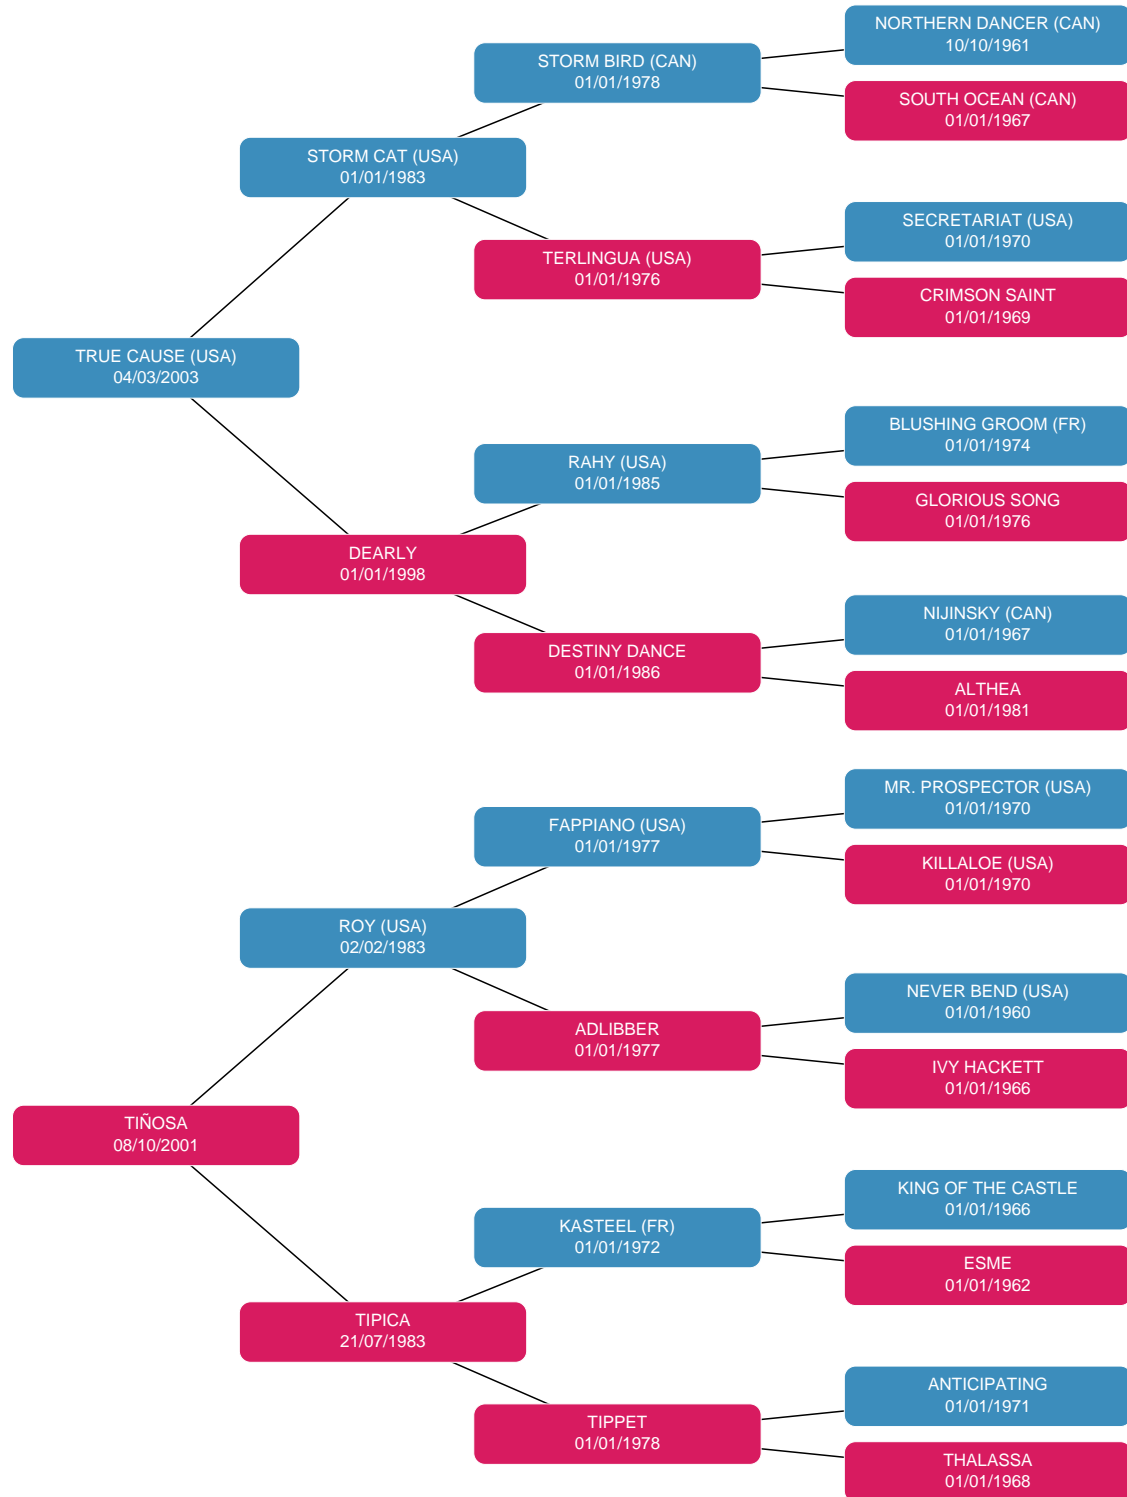 NORTHERN DANCER (CAN)
10/10/1961
STORM BIRD (CAN)
01/01/1978
SOUTH OCEAN (CAN)
01/01/1967
STORM CAT (USA)
01/01/1983
SECRETARIAT (USA)
01/01/1970
TERLINGUA (USA)
01/01/1976
CRIMSON SAINT
01/01/1969
TRUE CAUSE (USA)
04/03/2003
BLUSHING GROOM (FR)
01/01/1974
RAHY (USA)
01/01/1985
GLORIOUS SONG
01/01/1976
DEARLY
01/01/1998
NIJINSKY (CAN)
01/01/1967
DESTINY DANCE
01/01/1986
ALTHEA
01/01/1981
MR. PROSPECTOR (USA)
01/01/1970
FAPPIANO (USA)
01/01/1977
KILLALOE (USA)
01/01/1970
ROY (USA)
02/02/1983
NEVER BEND (USA)
01/01/1960
ADLIBBER
01/01/1977
IVY HACKETT
01/01/1966
TIÑOSA
08/10/2001
KING OF THE CASTLE
01/01/1966
KASTEEL (FR)
01/01/1972
ESME
01/01/1962
TIPICA
21/07/1983
ANTICIPATING
01/01/1971
TIPPET
01/01/1978
THALASSA
01/01/1968